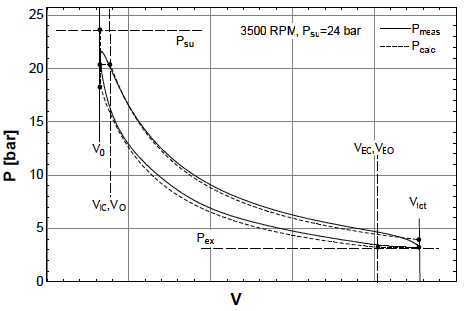 25
20
15
10
5
0
P [bar]
V
3500 RPM, Psu=24 bar
Pmeas
Pcalc
Psu
V0
VIC,VO
VEC,VEO
Vtot
Pex